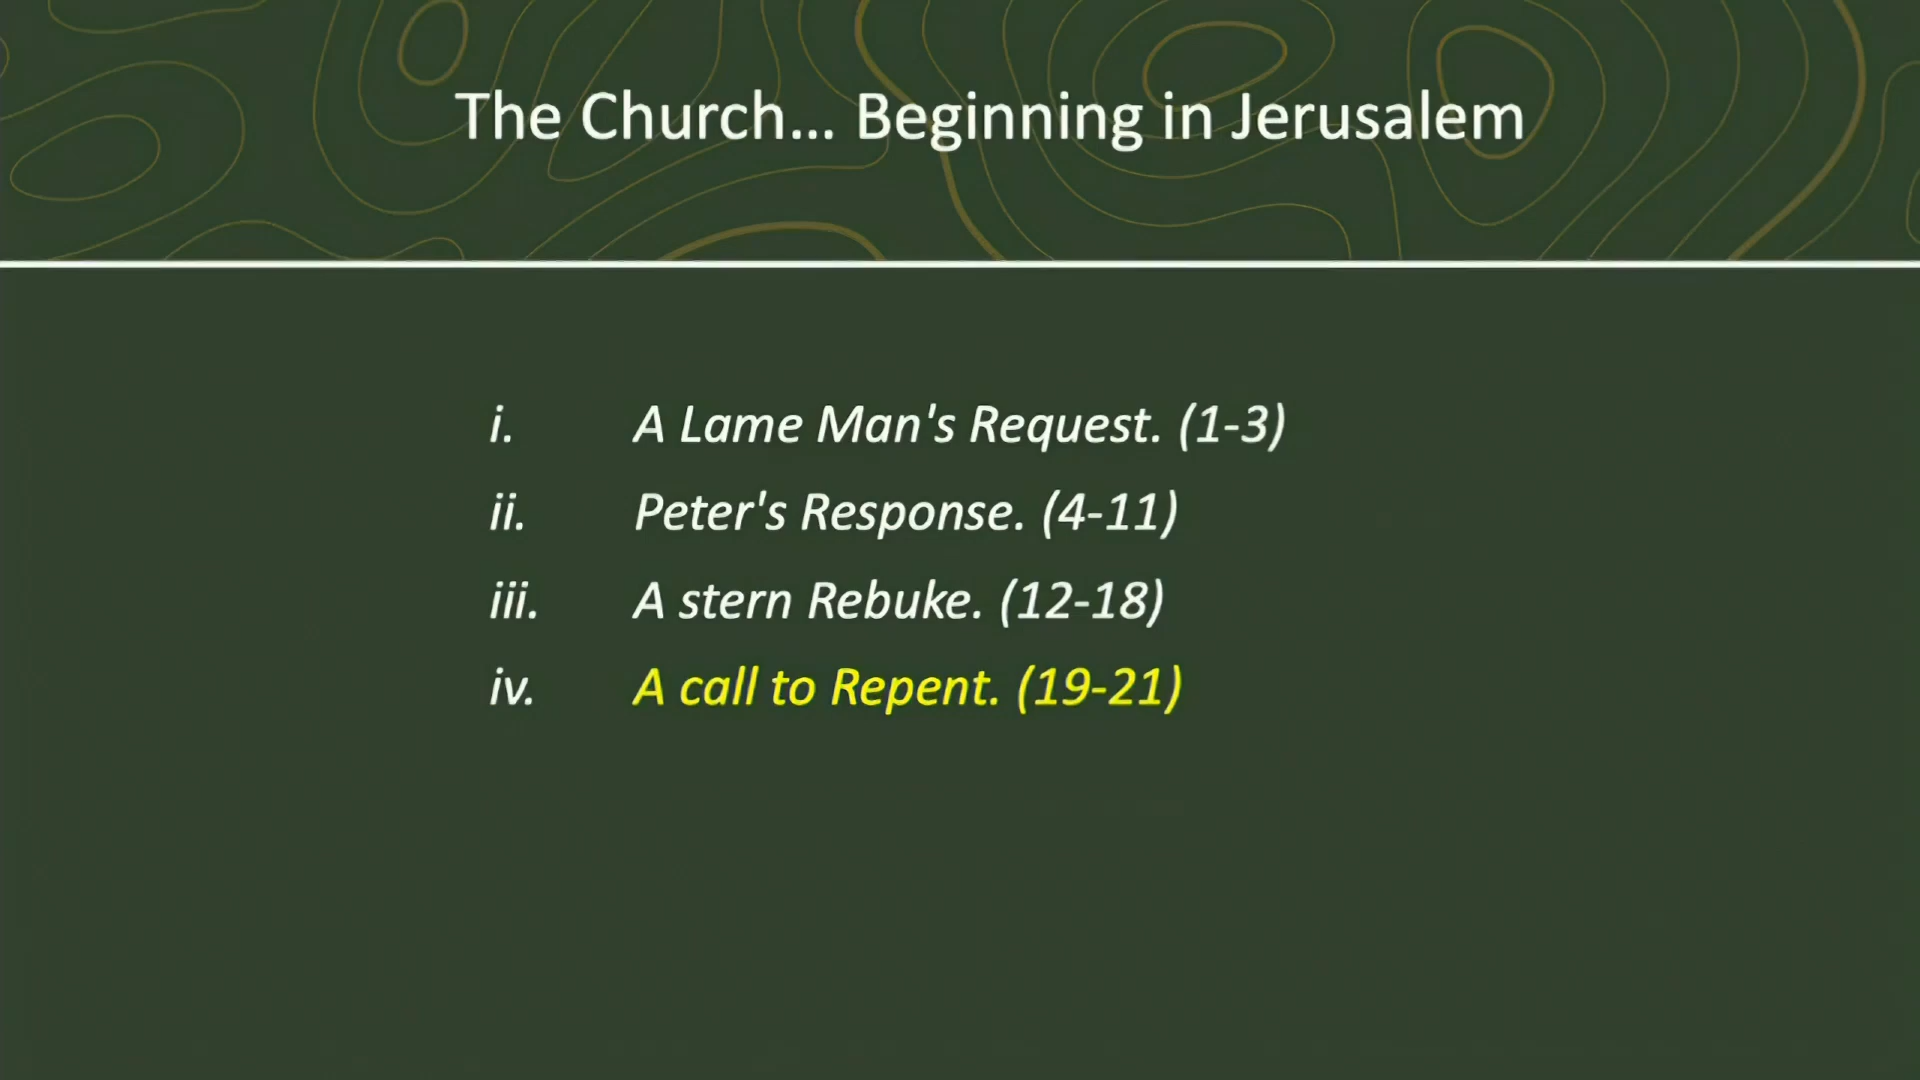 The Church... Beginning in Jerusalem
i. A Lame Man's Request. (1-3)
ii. Peter's Response. (4-11)
iii. A stern Rebuke. (12-18)
iv. A call to Repent. (19-21)